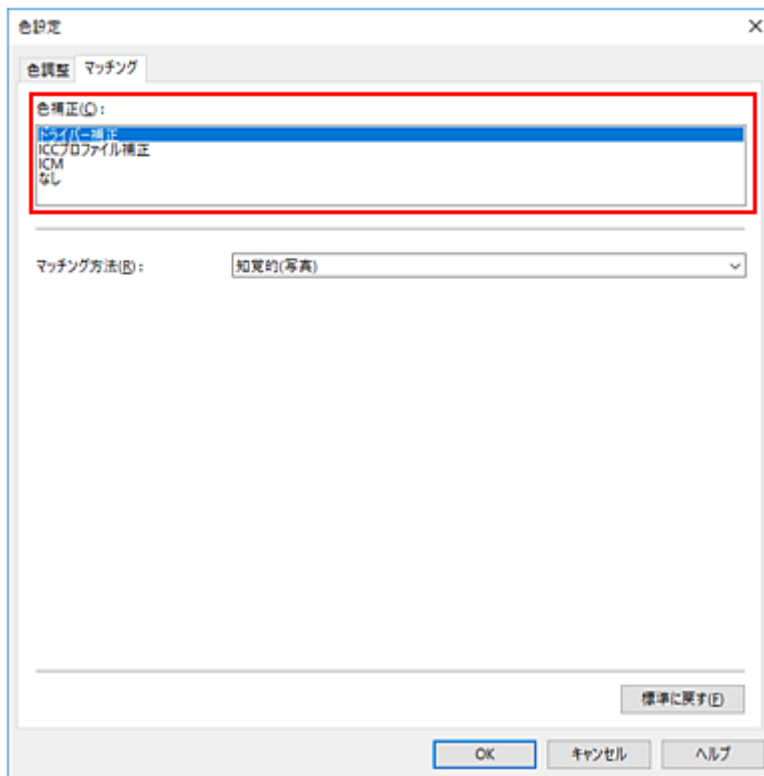 色設定
色調整 マッチング
色補正(C):
ドライバー補正
ICCプロファイル補正
ICM
なし
マッチング方法(R): 知覚的(写真)
標準に戻す(F)
OK キャンセル ヘルプ